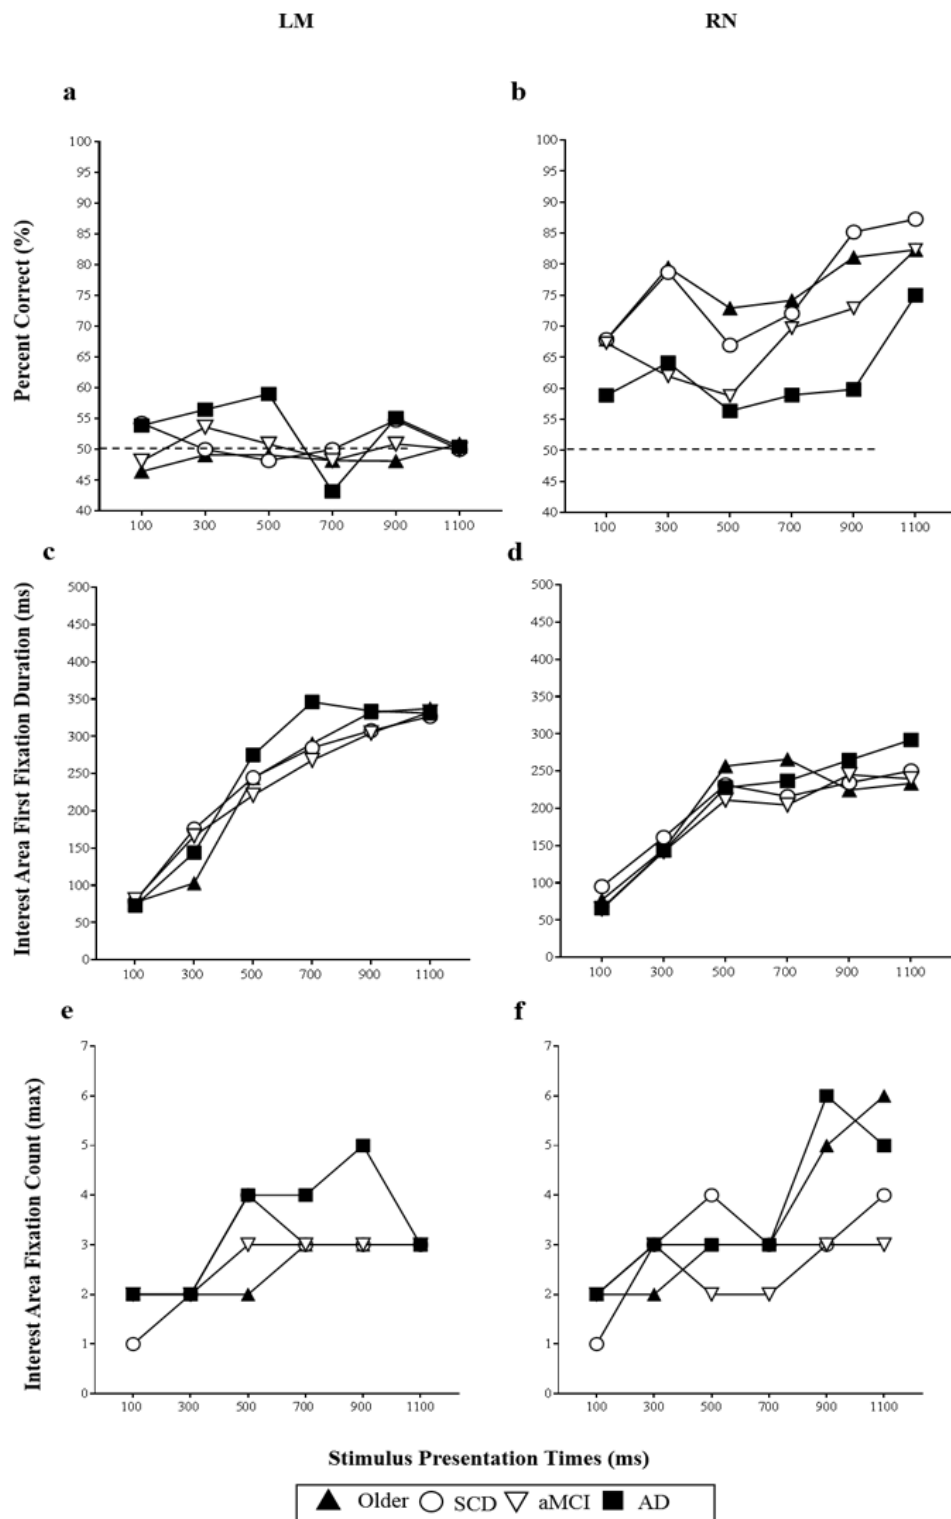 LM RN
a b
Percent Correct (%)
100 95 90 85 80 75 70 65 60 55 50 45 40
100 300 500 700 900 1100
100 95 90 85 80 75 70 65 60 55 50 45 40
100 300 500 700 900 1100
c d
Interest Area First Fixation Duration (ms)
500 450 400 350 300 250 200 150 100 50 0
100 300 500 700 900 1100
500 450 400 350 300 250 200 150 100 50 0
100 300 500 700 900 1100
e f
Interest Area Fixation Count (max)
7 6 5 4 3 2 1 0
100 300 500 700 900 1100
7 6 5 4 3 2 1 0
100 300 500 700 900 1100
Stimulus Presentation Times (ms)
Older SCD aMCI AD